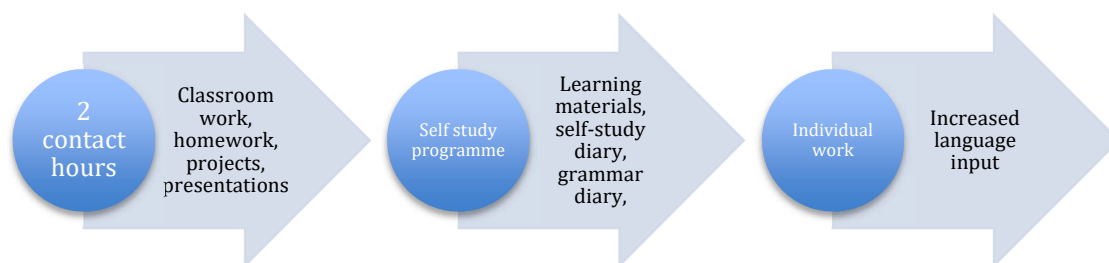 2
contact
hours
Classroom
work,
homework,
projects,
presentations
Self study
programme
Learning
materials,
self-study
diary,
grammar
diary,
Individual
work
Increased
language
input